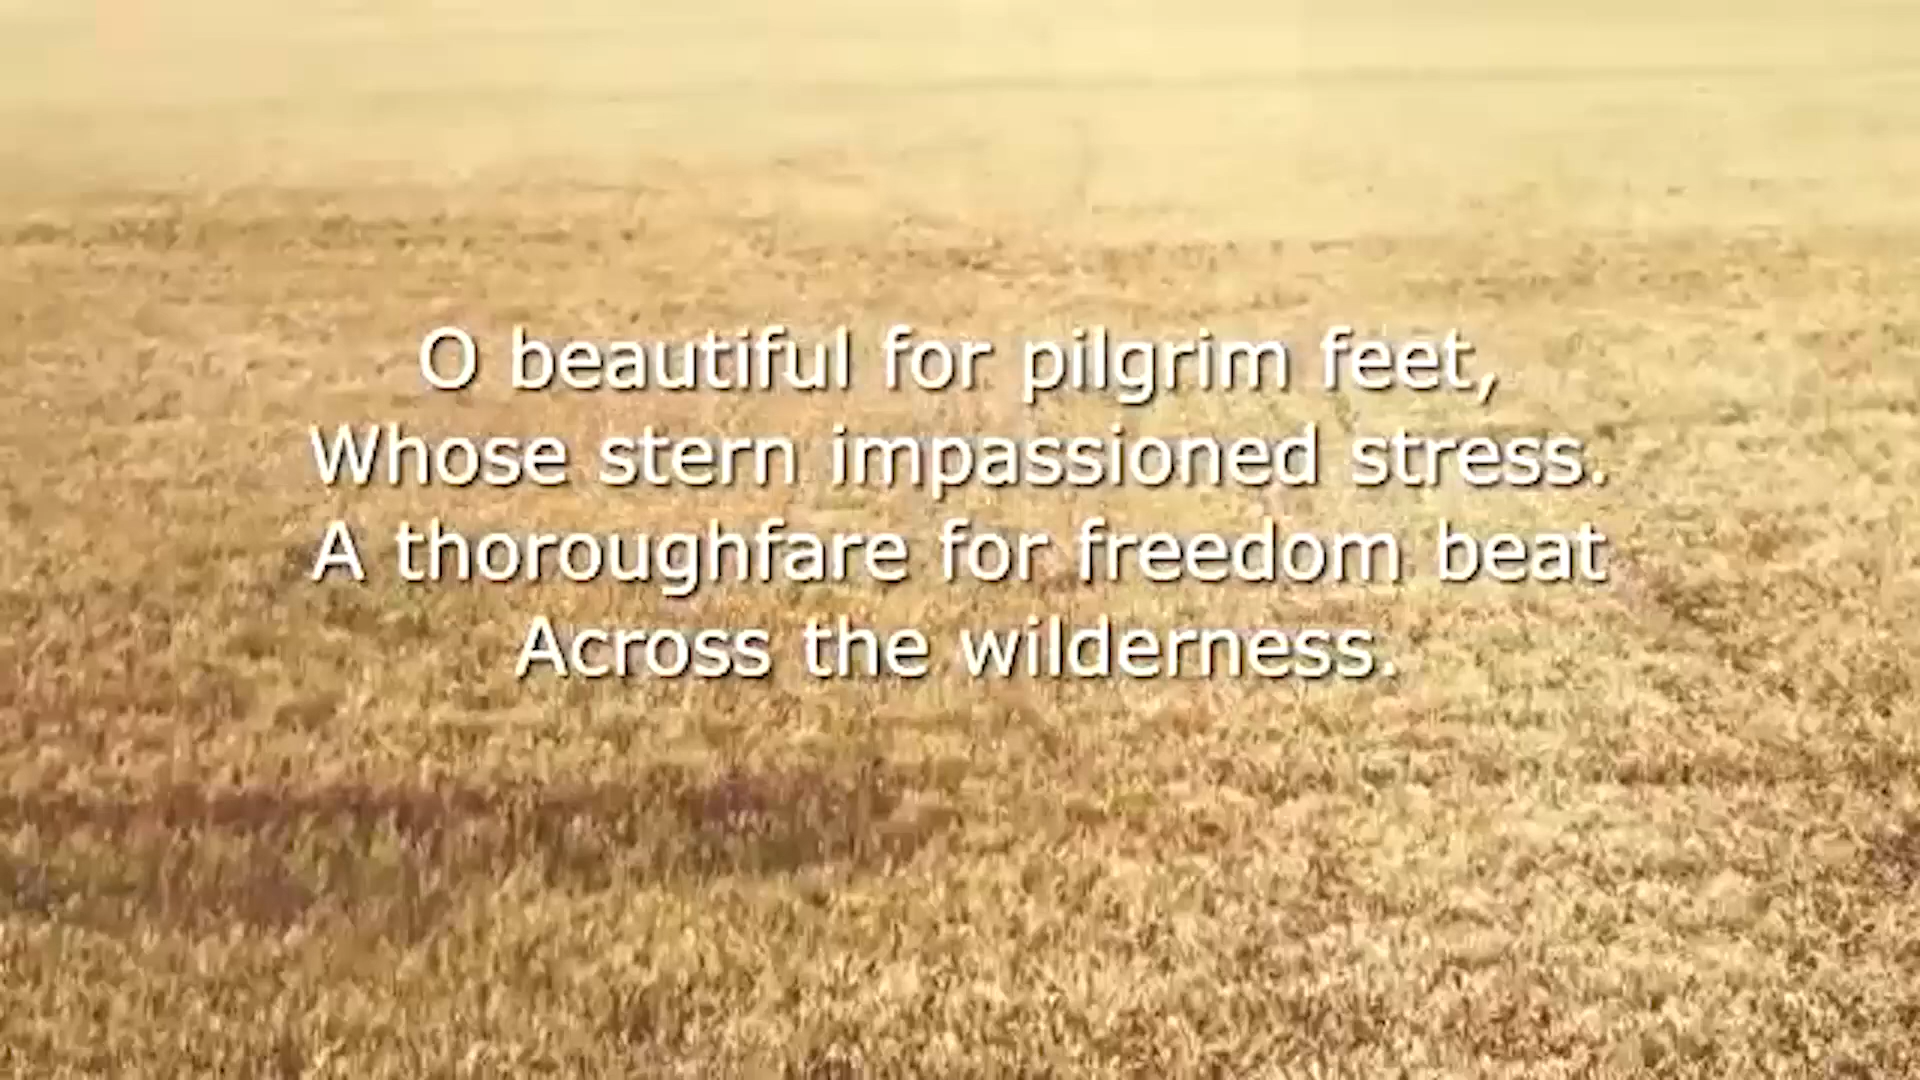 O beautiful for pilgrim feet,
Whose stern impassioned stress.
A thoroughfare for freedom beat
Across the wilderness.